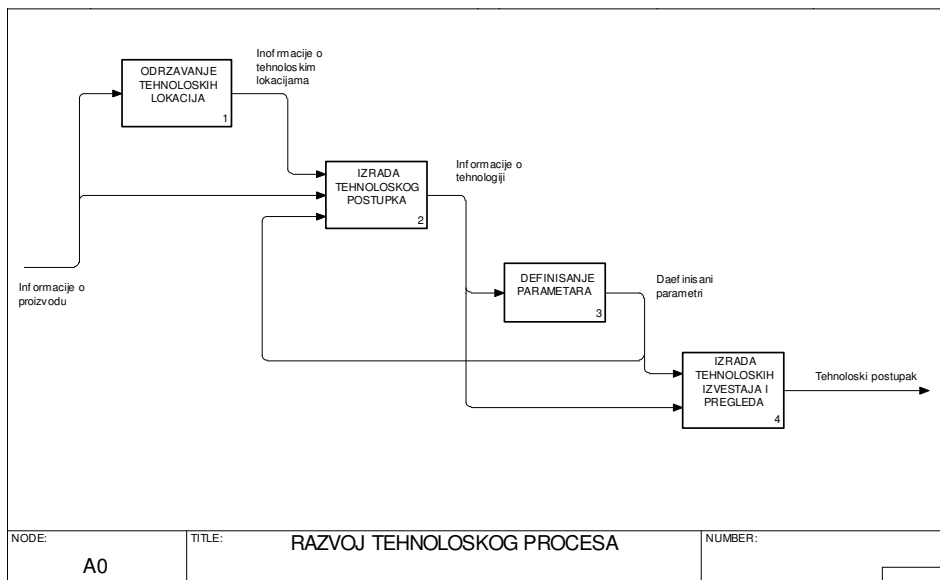 ODRZAVANJE
TEHNOLOSKIH
LOKACIJA
1
Inofrmacije o
tehnoloskim
lokacijama
IZRADA
TEHNOLOSKOG
POSTUPKA
2
Informacije o
tehnologiji
Informacije o
proizvodu
DEFINISANJE
PARAMETARA
3
Daefinisani
parametri
IZRADA
TEHNOLOSKIH
IZVESTAJA I
PREGLEDA
4
Tehnoloski postupak
NODE:
A0
TITLE:
RAZVOJ TEHNOLOSKOG PROCESA
NUMBER: